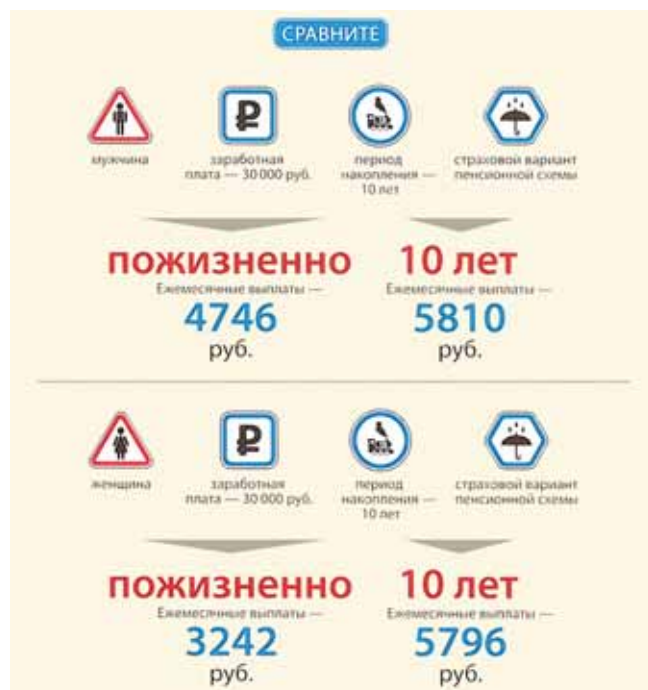 СРАВНИТЕ
мужчина
заработная
плата — 30 000 руб.
период
накопления —
10 лет
страховой вариант
пенсионной схемы
пожизненно
Ежемесячные выплаты —
4746
руб.
10 лет
Ежемесячные выплаты —
5810
руб.
женщина
заработная
плата — 30 000 руб.
период
накопления —
10 лет
страховой вариант
пенсионной схемы
пожизненно
Ежемесячные выплаты —
3242
руб.
10 лет
Ежемесячные выплаты —
5796
руб.